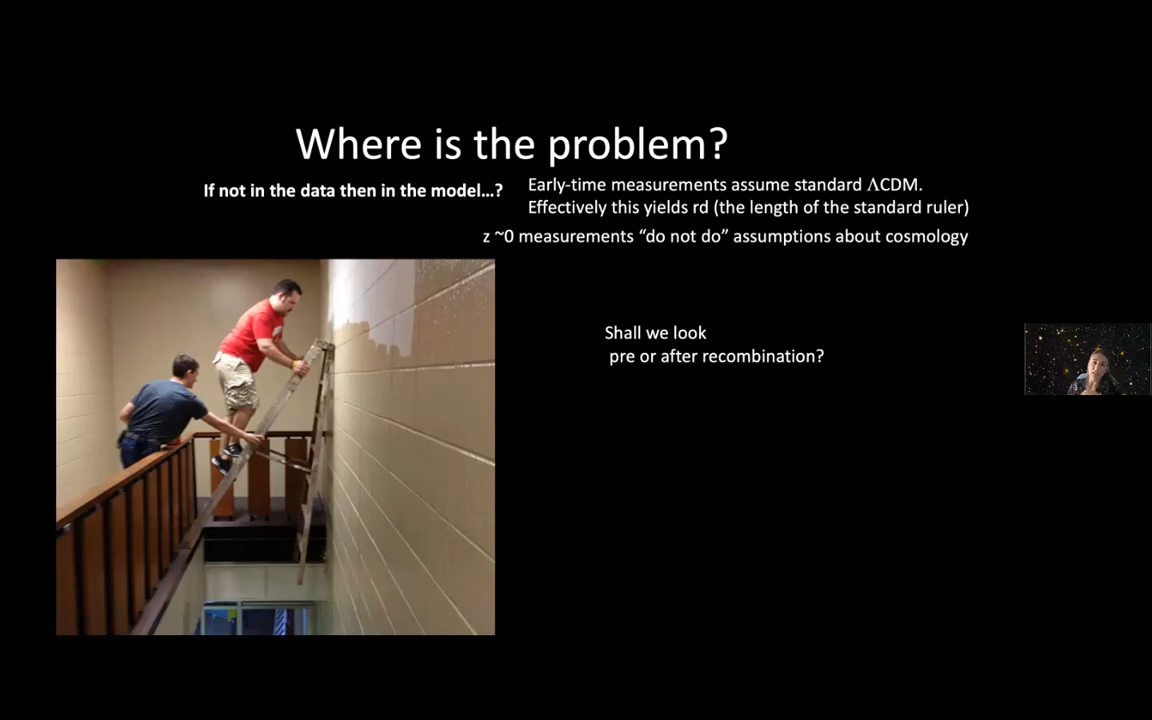 Where is the problem?
If not in the data then in the model...?
Early-time measurements assume standard ΛCDM.
Effectively this yields rd (the length of the standard ruler)
z ~0 measurements “do not do” assumptions about cosmology
Shall we look
pre or after recombination?